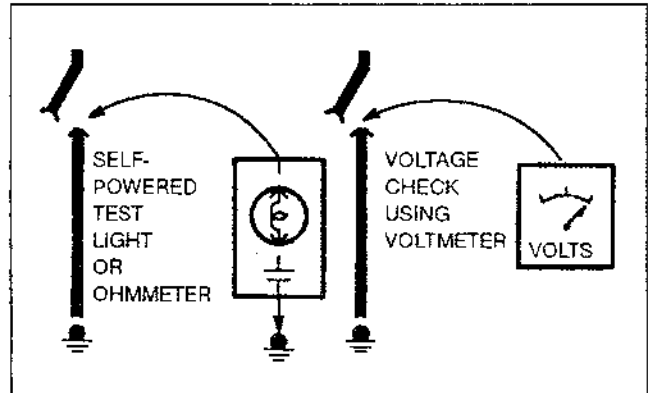 SELF-
POWERED
TEST
LIGHT
OR
OHMMETER
VOLTAGE
CHECK
USING
VOLTMETER
VOLTS